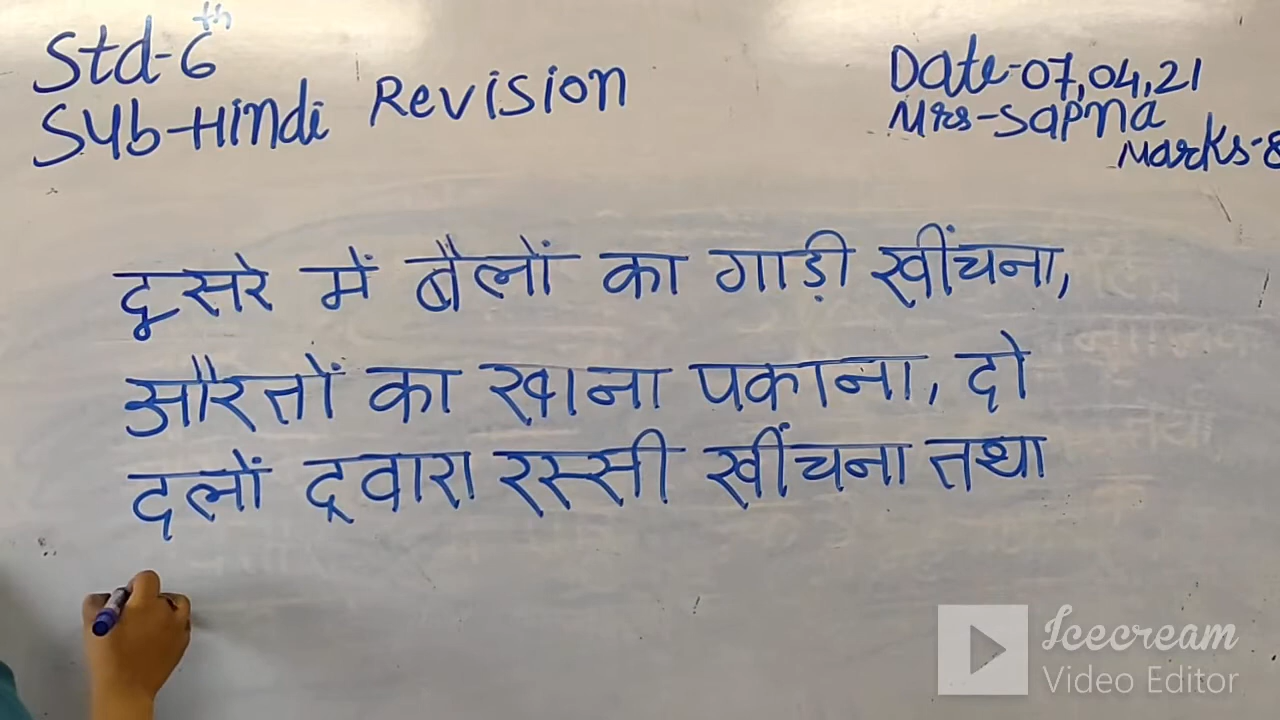 Std-6th
Sub-Hindi Revision
Date-07,04,21
Mrs-Sapna
Marks-8
दूसरे में बैलों का गाड़ी खींचना,
औरतों का खाना पकाना, दो
दलों द्रवारा रस्सी खींचना तथा
Icecream
Video Editor